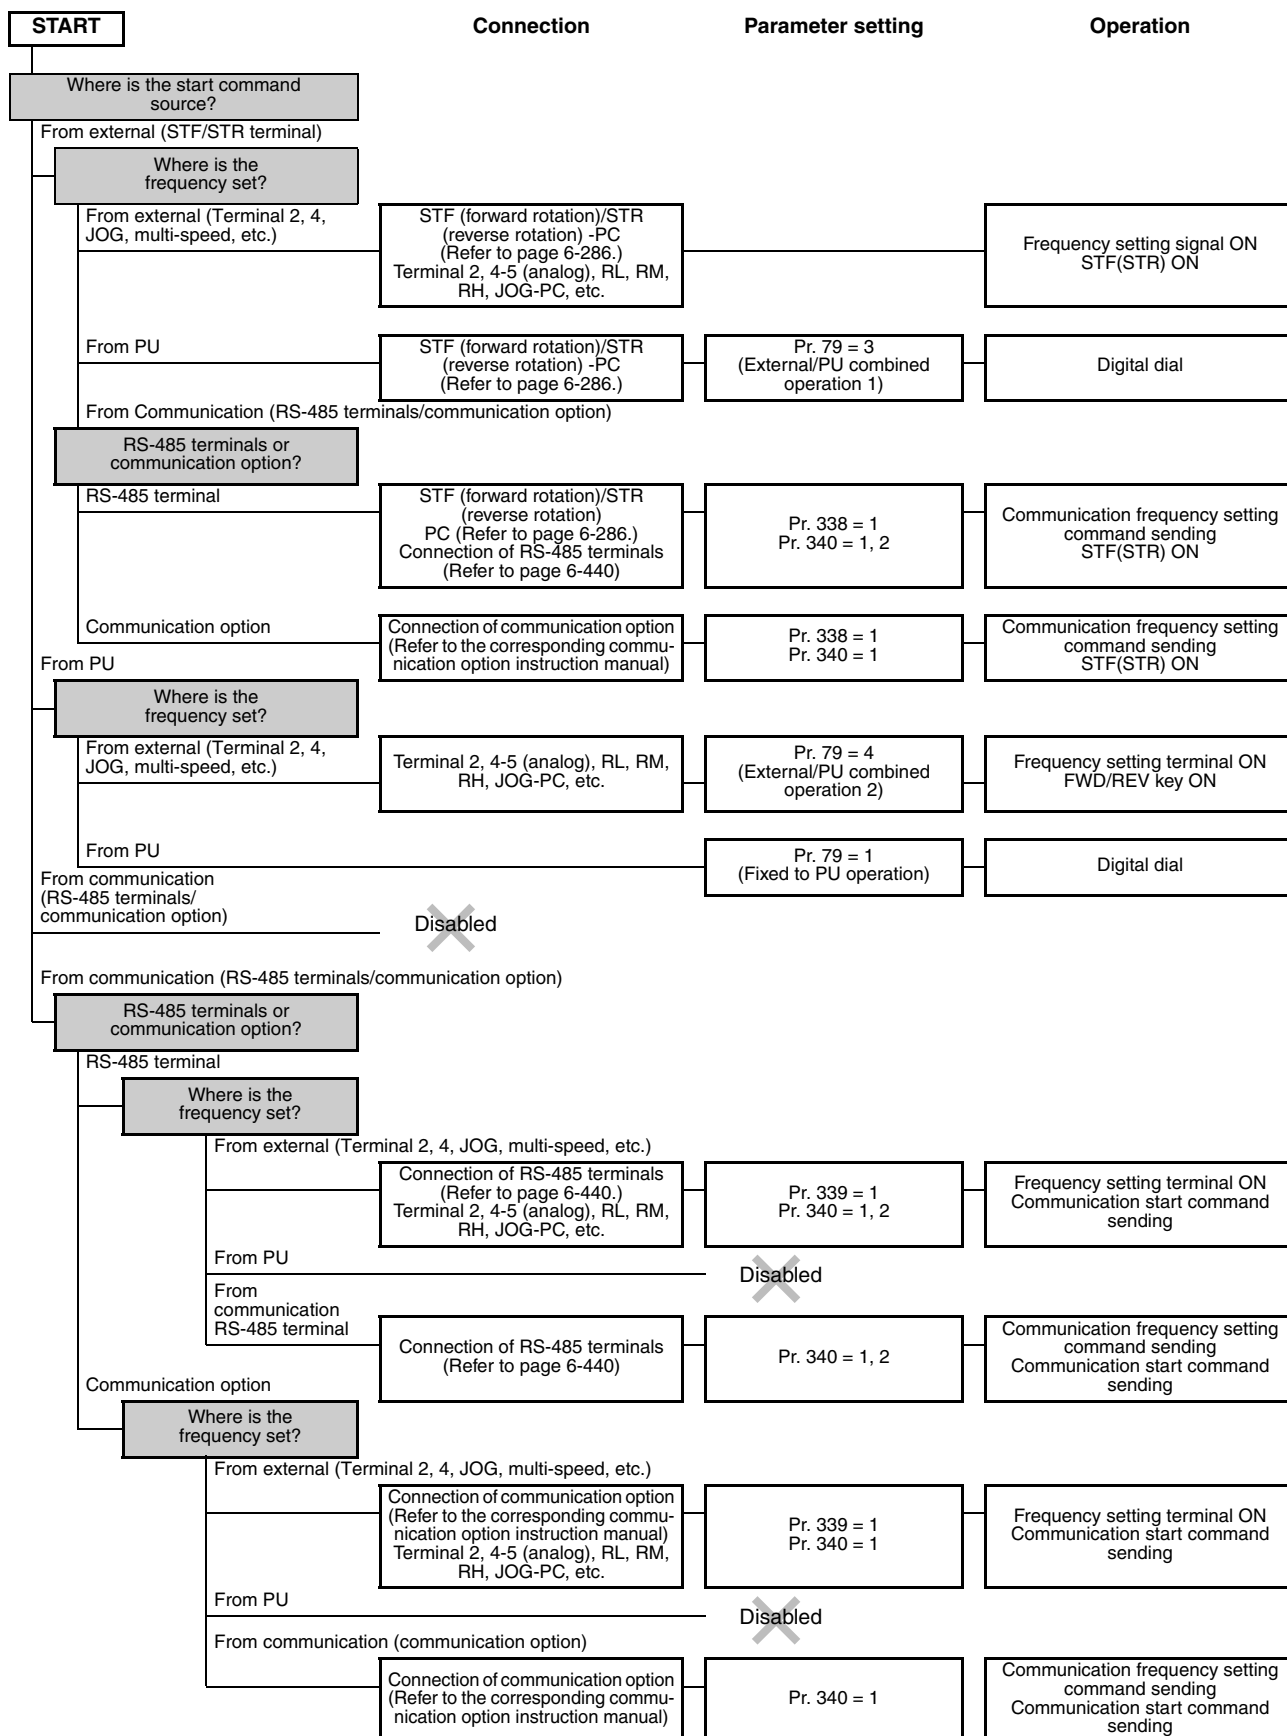 START
Connection
Parameter setting
Operation
Where is the start command
source?
From external (STF/STR terminal)
Where is the
frequency set?
From external (Terminal 2, 4,
JOG, multi-speed, etc.)
STF (forward rotation)/STR
(reverse rotation) -PC
(Refer to page 6-286.)
Terminal 2, 4-5 (analog), RL, RM,
RH, JOG-PC, etc.
Frequency setting signal ON
STF(STR) ON
From PU
STF (forward rotation)/STR
(reverse rotation) -PC
(Refer to page 6-286.)
Pr. 79 = 3
(External/PU combined
operation 1)
Digital dial
From Communication (RS-485 terminals/communication option)
RS-485 terminals or
communication option?
RS-485 terminal
STF (forward rotation)/STR
(reverse rotation)
PC (Refer to page 6-286.)
Connection of RS-485 terminals
(Refer to page 6-440)
Pr. 338 = 1
Pr. 340 = 1, 2
Communication frequency setting
command sending
STF(STR) ON
Communication option
Connection of communication option
(Refer to the corresponding commu-
nication option instruction manual)
Pr. 338 = 1
Pr. 340 = 1
Communication frequency setting
command sending
STF(STR) ON
From PU
Where is the
frequency set?
From external (Terminal 2, 4,
JOG, multi-speed, etc.)
Terminal 2, 4-5 (analog), RL, RM,
RH, JOG-PC, etc.
Pr. 79 = 4
(External/PU combined
operation 2)
Frequency setting terminal ON
FWD/REV key ON
From PU
Pr. 79 = 1
(Fixed to PU operation)
Digital dial
From communication
(RS-485 terminals/
communication option)
Disabled
From communication (RS-485 terminals/communication option)
RS-485 terminals or
communication option?
RS-485 terminal
Where is the
frequency set?
From external (Terminal 2, 4, JOG, multi-speed, etc.)
Connection of RS-485 terminals
(Refer to page 6-440.)
Terminal 2, 4-5 (analog), RL, RM,
RH, JOG-PC, etc.
Pr. 339 = 1
Pr. 340 = 1, 2
Frequency setting terminal ON
Communication start command
sending
From PU
Disabled
From
communication
RS-485 terminal
Connection of RS-485 terminals
(Refer to page 6-440)
Pr. 340 = 1, 2
Communication frequency setting
command sending
Communication start command
sending
Communication option
Where is the
frequency set?
From external (Terminal 2, 4, JOG, multi-speed, etc.)
Connection of communication option
(Refer to the corresponding commu-
nication option instruction manual)
Terminal 2, 4-5 (analog), RL, RM,
RH, JOG-PC, etc.
Pr. 339 = 1
Pr. 340 = 1
Frequency setting terminal ON
Communication start command
sending
From PU
Disabled
From communication (communication option)
Connection of communication option
(Refer to the corresponding commu-
nication option instruction manual)
Pr. 340 = 1
Communication frequency setting
command sending
Communication start command
sending